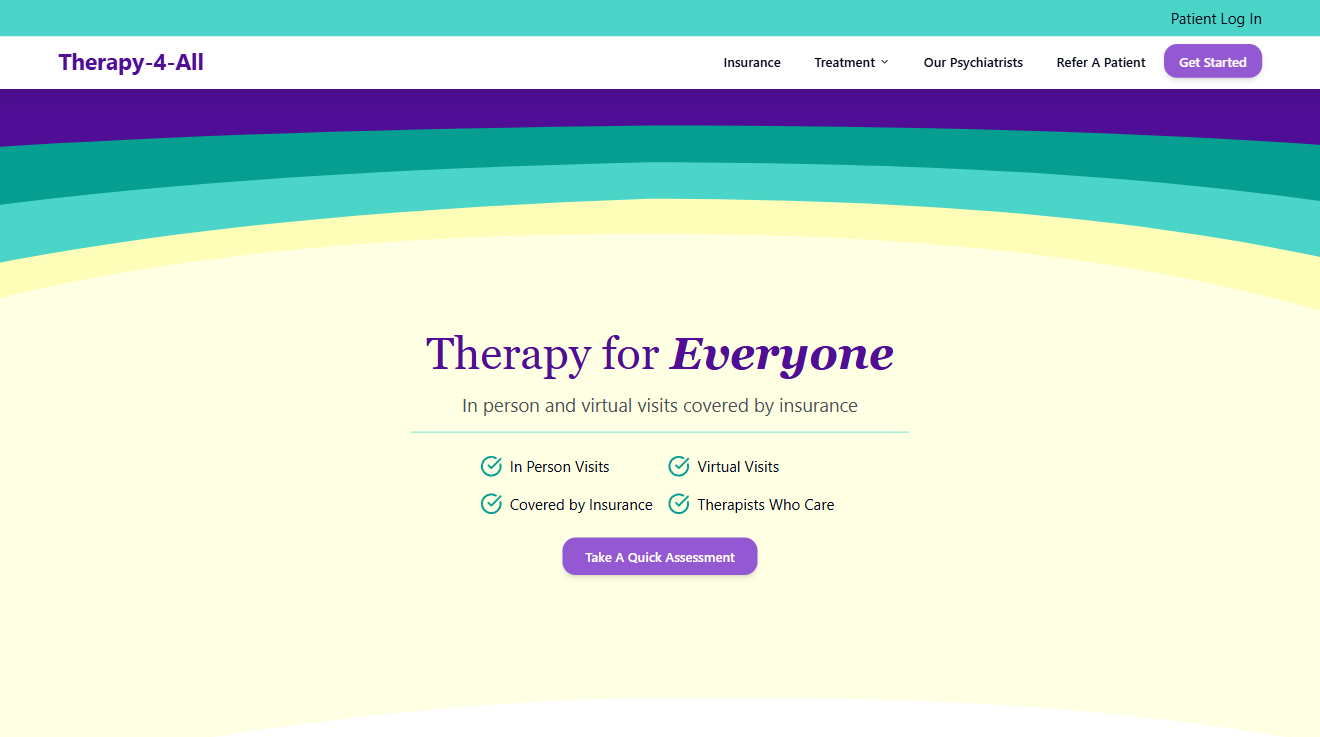 Patient Log In
Therapy-4-All
Insurance
Treatment
Our Psychiatrists
Refer A Patient
Get Started
Therapy for Everyone
In person and virtual visits covered by insurance
In Person Visits
Virtual Visits
Covered by Insurance
Therapists Who Care
Take A Quick Assessment